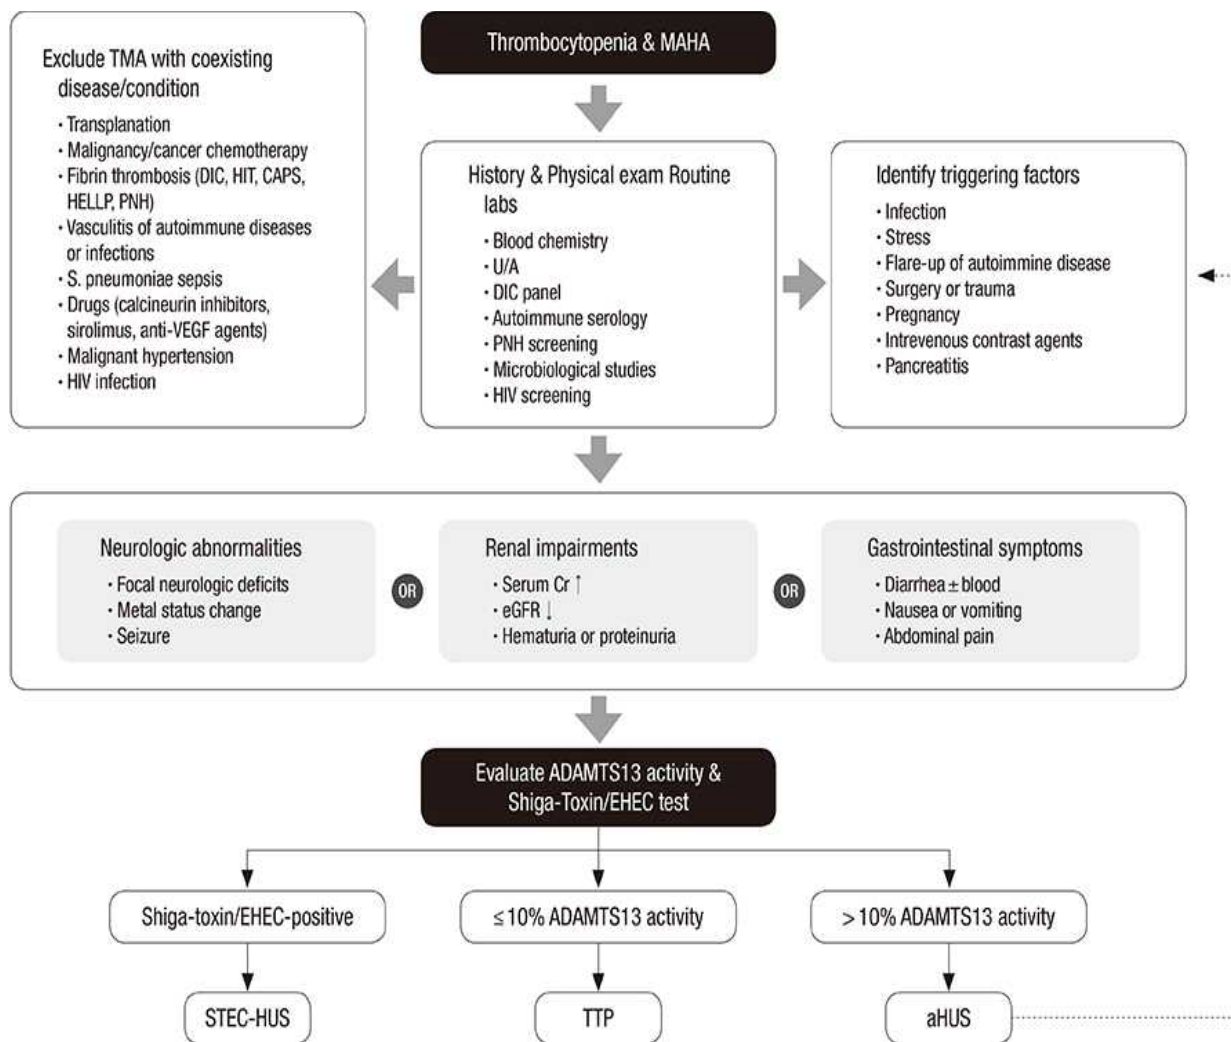 Thrombocytopenia & MAHA
Exclude TMA with coexisting
disease/condition
· Transplanation
· Malignancy/cancer chemotherapy
· Fibrin thrombosis (DIC, HIT, CAPS,
HELLP, PNH)
· Vasculitis of autoimmune diseases
or infections
· S. pneumoniae sepsis
· Drugs (calcineurin inhibitors,
sirolimus, anti-VEGF agents)
· Malignant hypertension
· HIV infection
History & Physical exam Routine
labs
· Blood chemistry
· U/A
· DIC panel
· Autoimmune serology
· PNH screening
· Microbiological studies
· HIV screening
Identify triggering factors
· Infection
· Stress
· Flare-up of autoimmine disease
· Surgery or trauma
· Pregnancy
· Intrevenous contrast agents
· Pancreatitis
Neurologic abnormalities
· Focal neurologic deficits
· Metal status change
· Seizure
OR
Renal impairments
· Serum Cr ↑
· eGFR ↓
· Hematuria or proteinuria
OR
Gastrointestinal symptoms
· Diarrhea ± blood
· Nausea or vomiting
· Abdominal pain
Evaluate ADAMTS13 activity &
Shiga-Toxin/EHEC test
Shiga-toxin/EHEC-positive
≤ 10% ADAMTS13 activity
> 10% ADAMTS13 activity
STEC-HUS
TTP
aHUS